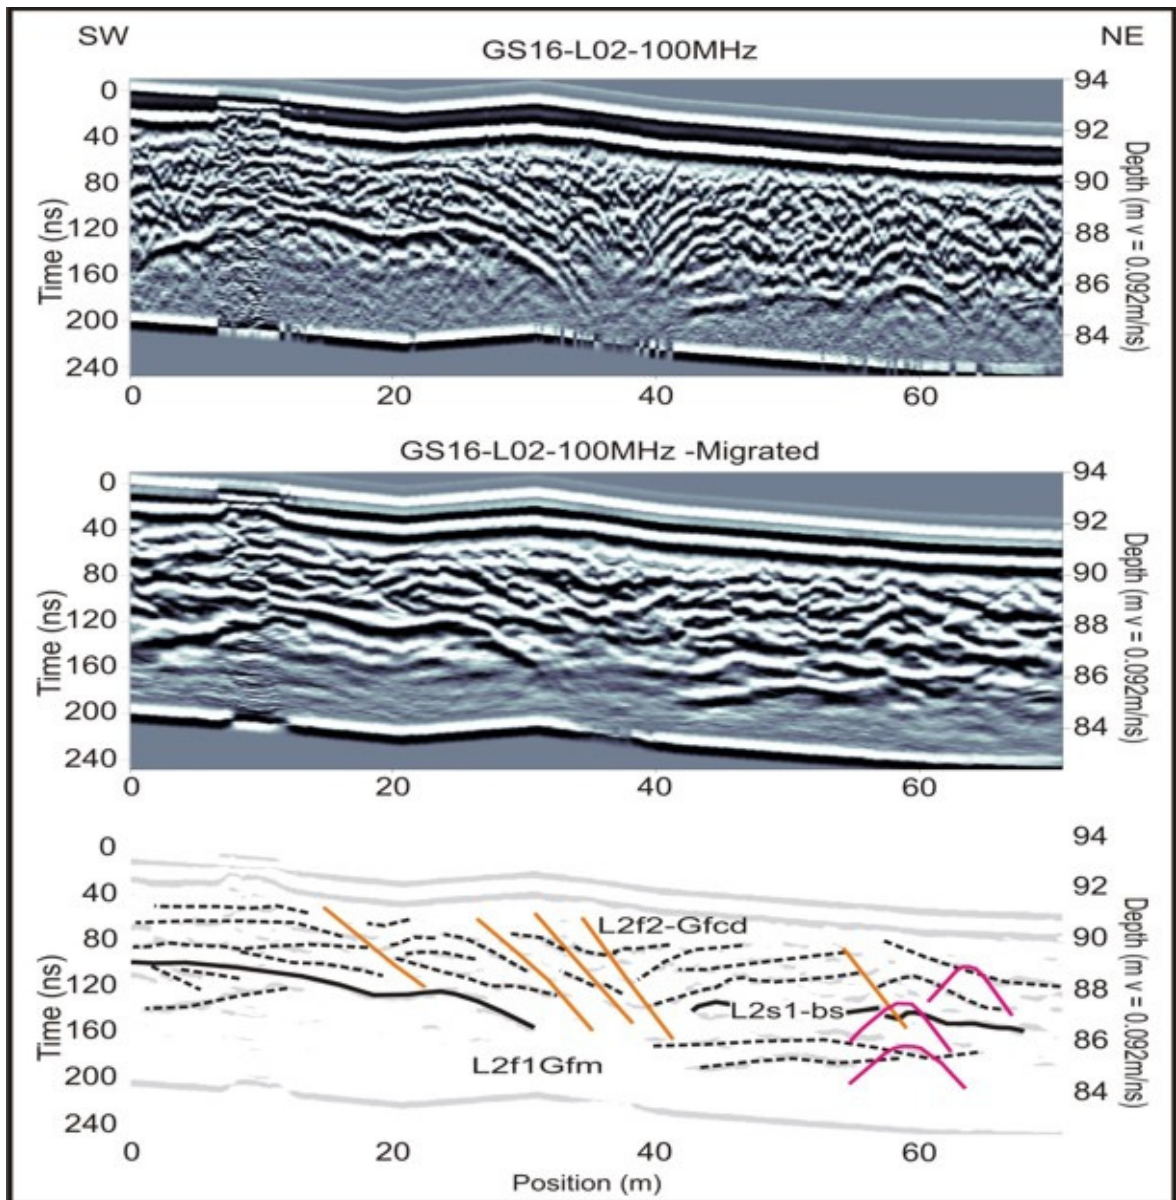 SW NE
GS16-L02-100MHz
0 94
40 92
80 90
120 88
160 86
200 84
240
Time (ns)
Depth (m v = 0.092m/ns)
0 20 40 60
GS16-L02-100MHz -Migrated
0 94
40 92
80 90
120 88
160 86
200 84
240
Time (ns)
Depth (m v = 0.092m/ns)
0 20 40 60
0 94
40 92
80 90
120 88
160 86
200 84
240
Time (ns)
Depth (m v = 0.092m/ns)
L2f2-Gfcd
L2s1-bs
L2f1Gfm
0 20 40 60
Position (m)